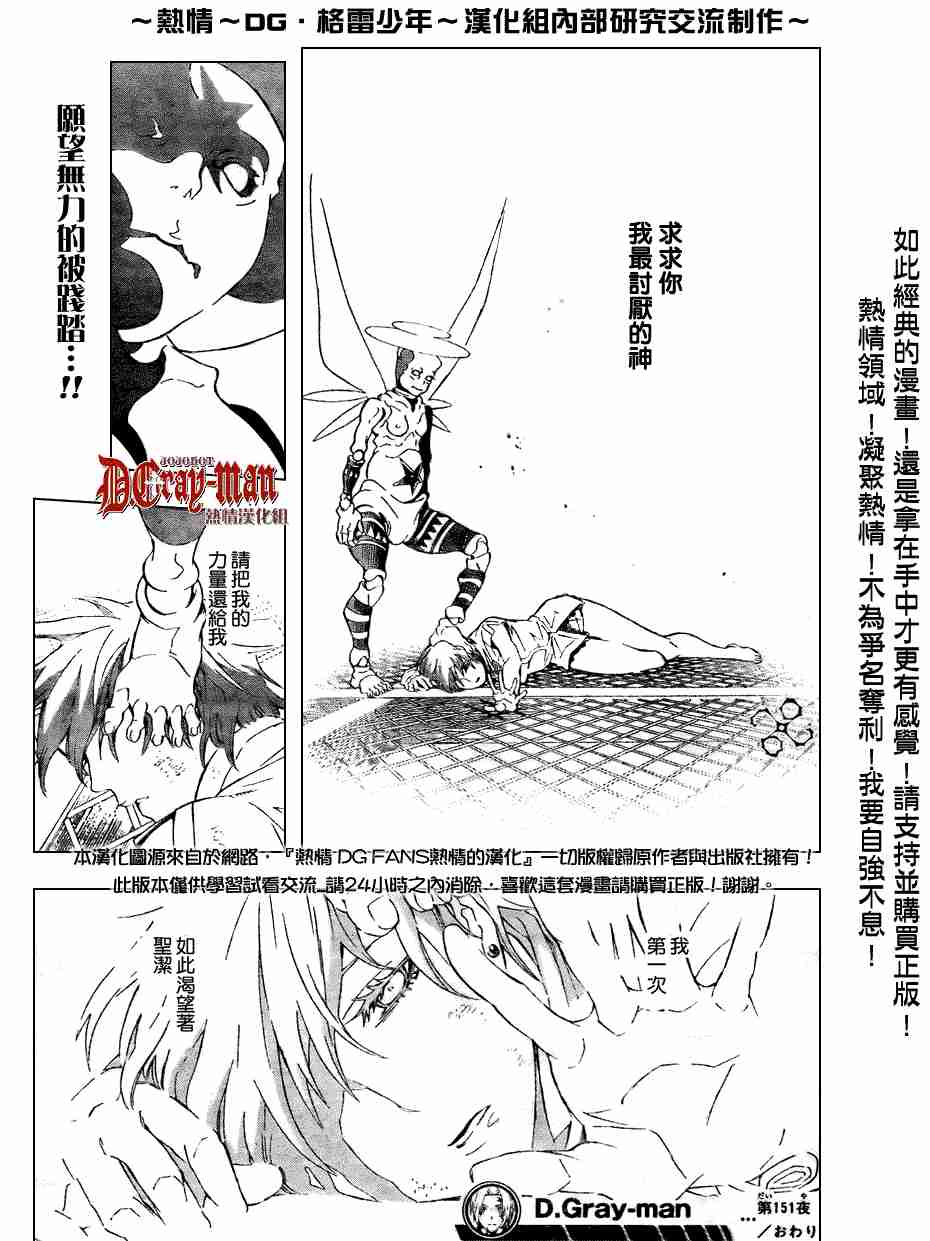 ～熱情～DG・格雷少年～漢化組內部研究交流制作～
求求你
我最討厭的神
願望無力的被踐踏…!!
jojohot
D.Gray-Man
熱情漢化組
請把我的
力量還給我
如此經典的漫畫！還是拿在手中才更有感覺！請支持並購買正版！
熱情領域！凝聚熱情！不為爭名奪利！我要自強不息！
本漢化圖源來自於網路．『熱情 DG FANS熱情的漢化』一切版權歸原作者與出版社擁有！
此版本僅供學習試看交流 請24小時之內消除．喜歡這套漫畫請購買正版！謝謝。
我
第一次
如此渴望著
聖潔
D.Gray-man
だい や
第151夜
…／おわり